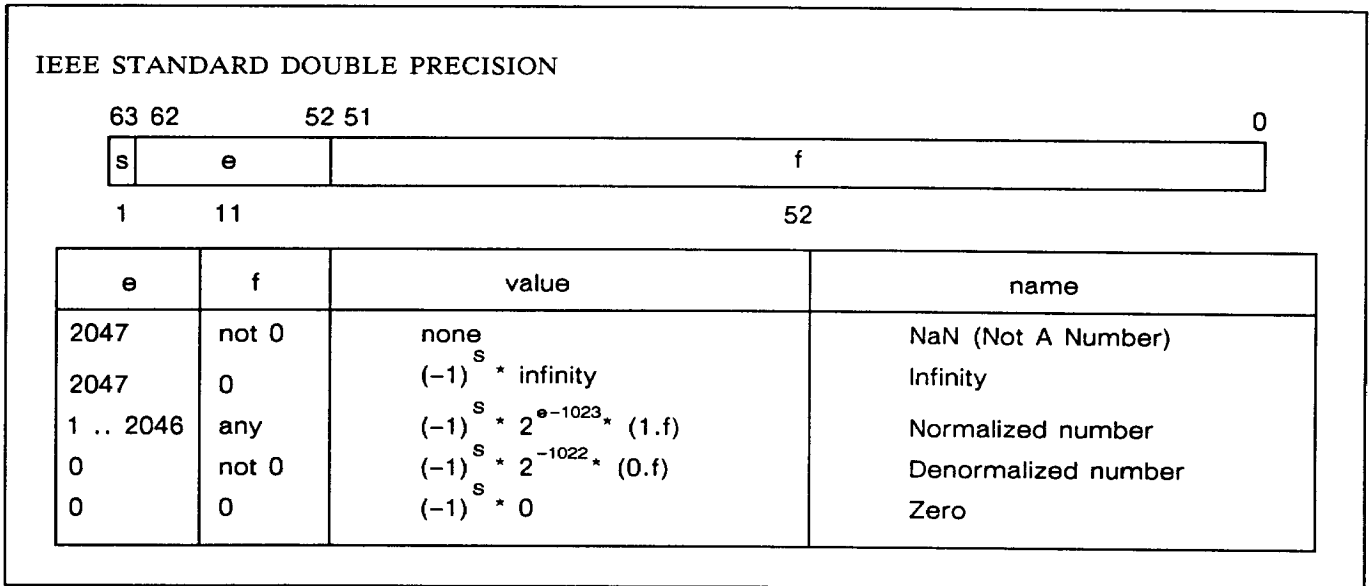 IEEE STANDARD DOUBLE PRECISION
63 62 52 51 0
s e f
1 11 52
e f value name
2047 not 0 none NaN (Not A Number)
2047 0 (−1)^S * infinity Infinity
1 .. 2046 any (−1)^S * 2^e−1023 * (1.f) Normalized number
0 not 0 (−1)^S * 2^−1022 * (0.f) Denormalized number
0 0 (−1)^S * 0 Zero